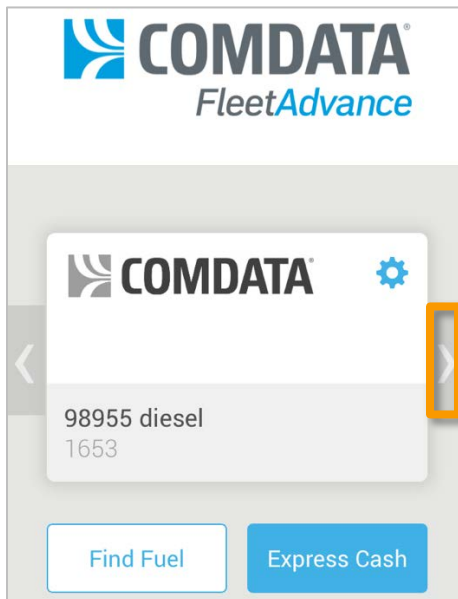 COMDATA
FleetAdvance
COMDATA
98955 diesel
1653
Find Fuel
Express Cash